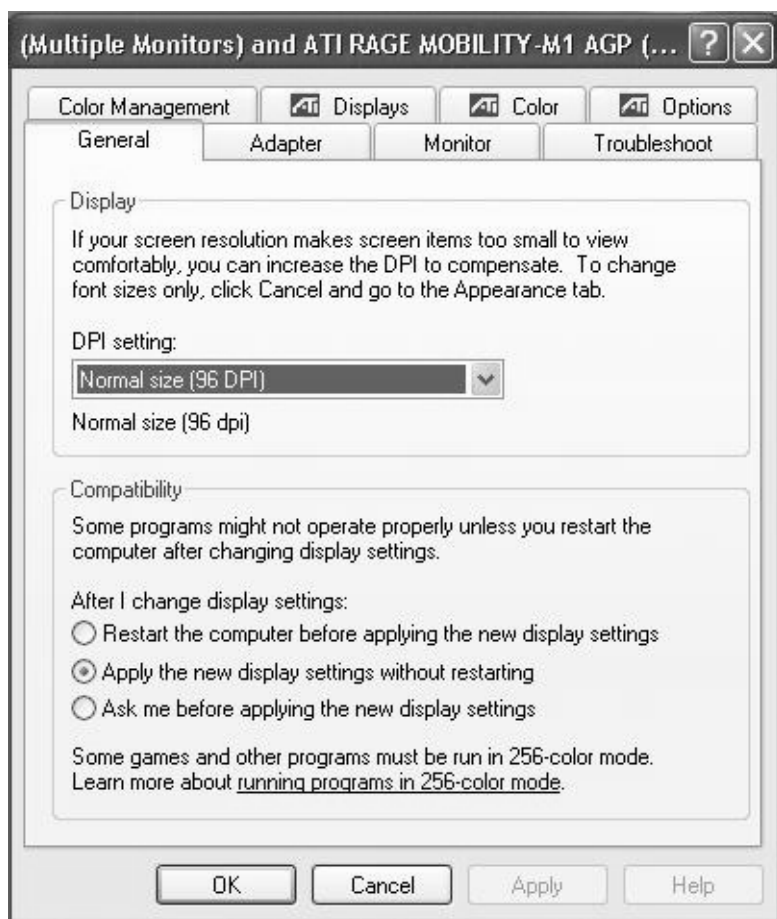 (Multiple Monitors) and ATI RAGE MOBILITY-M1 AGP (...
Color Management ATI Displays ATI Color ATI Options
General Adapter Monitor Troubleshoot
Display
If your screen resolution makes screen items too small to view
comfortably, you can increase the DPI to compensate. To change
font sizes only, click Cancel and go to the Appearance tab.
DPI setting:
Normal size (96 DPI)
Normal size (96 dpi)
Compatibility
Some programs might not operate properly unless you restart the
computer after changing display settings.
After I change display settings:
Restart the computer before applying the new display settings
Apply the new display settings without restarting
Ask me before applying the new display settings
Some games and other programs must be run in 256-color mode.
Learn more about running programs in 256-color mode.
OK Cancel Apply Help